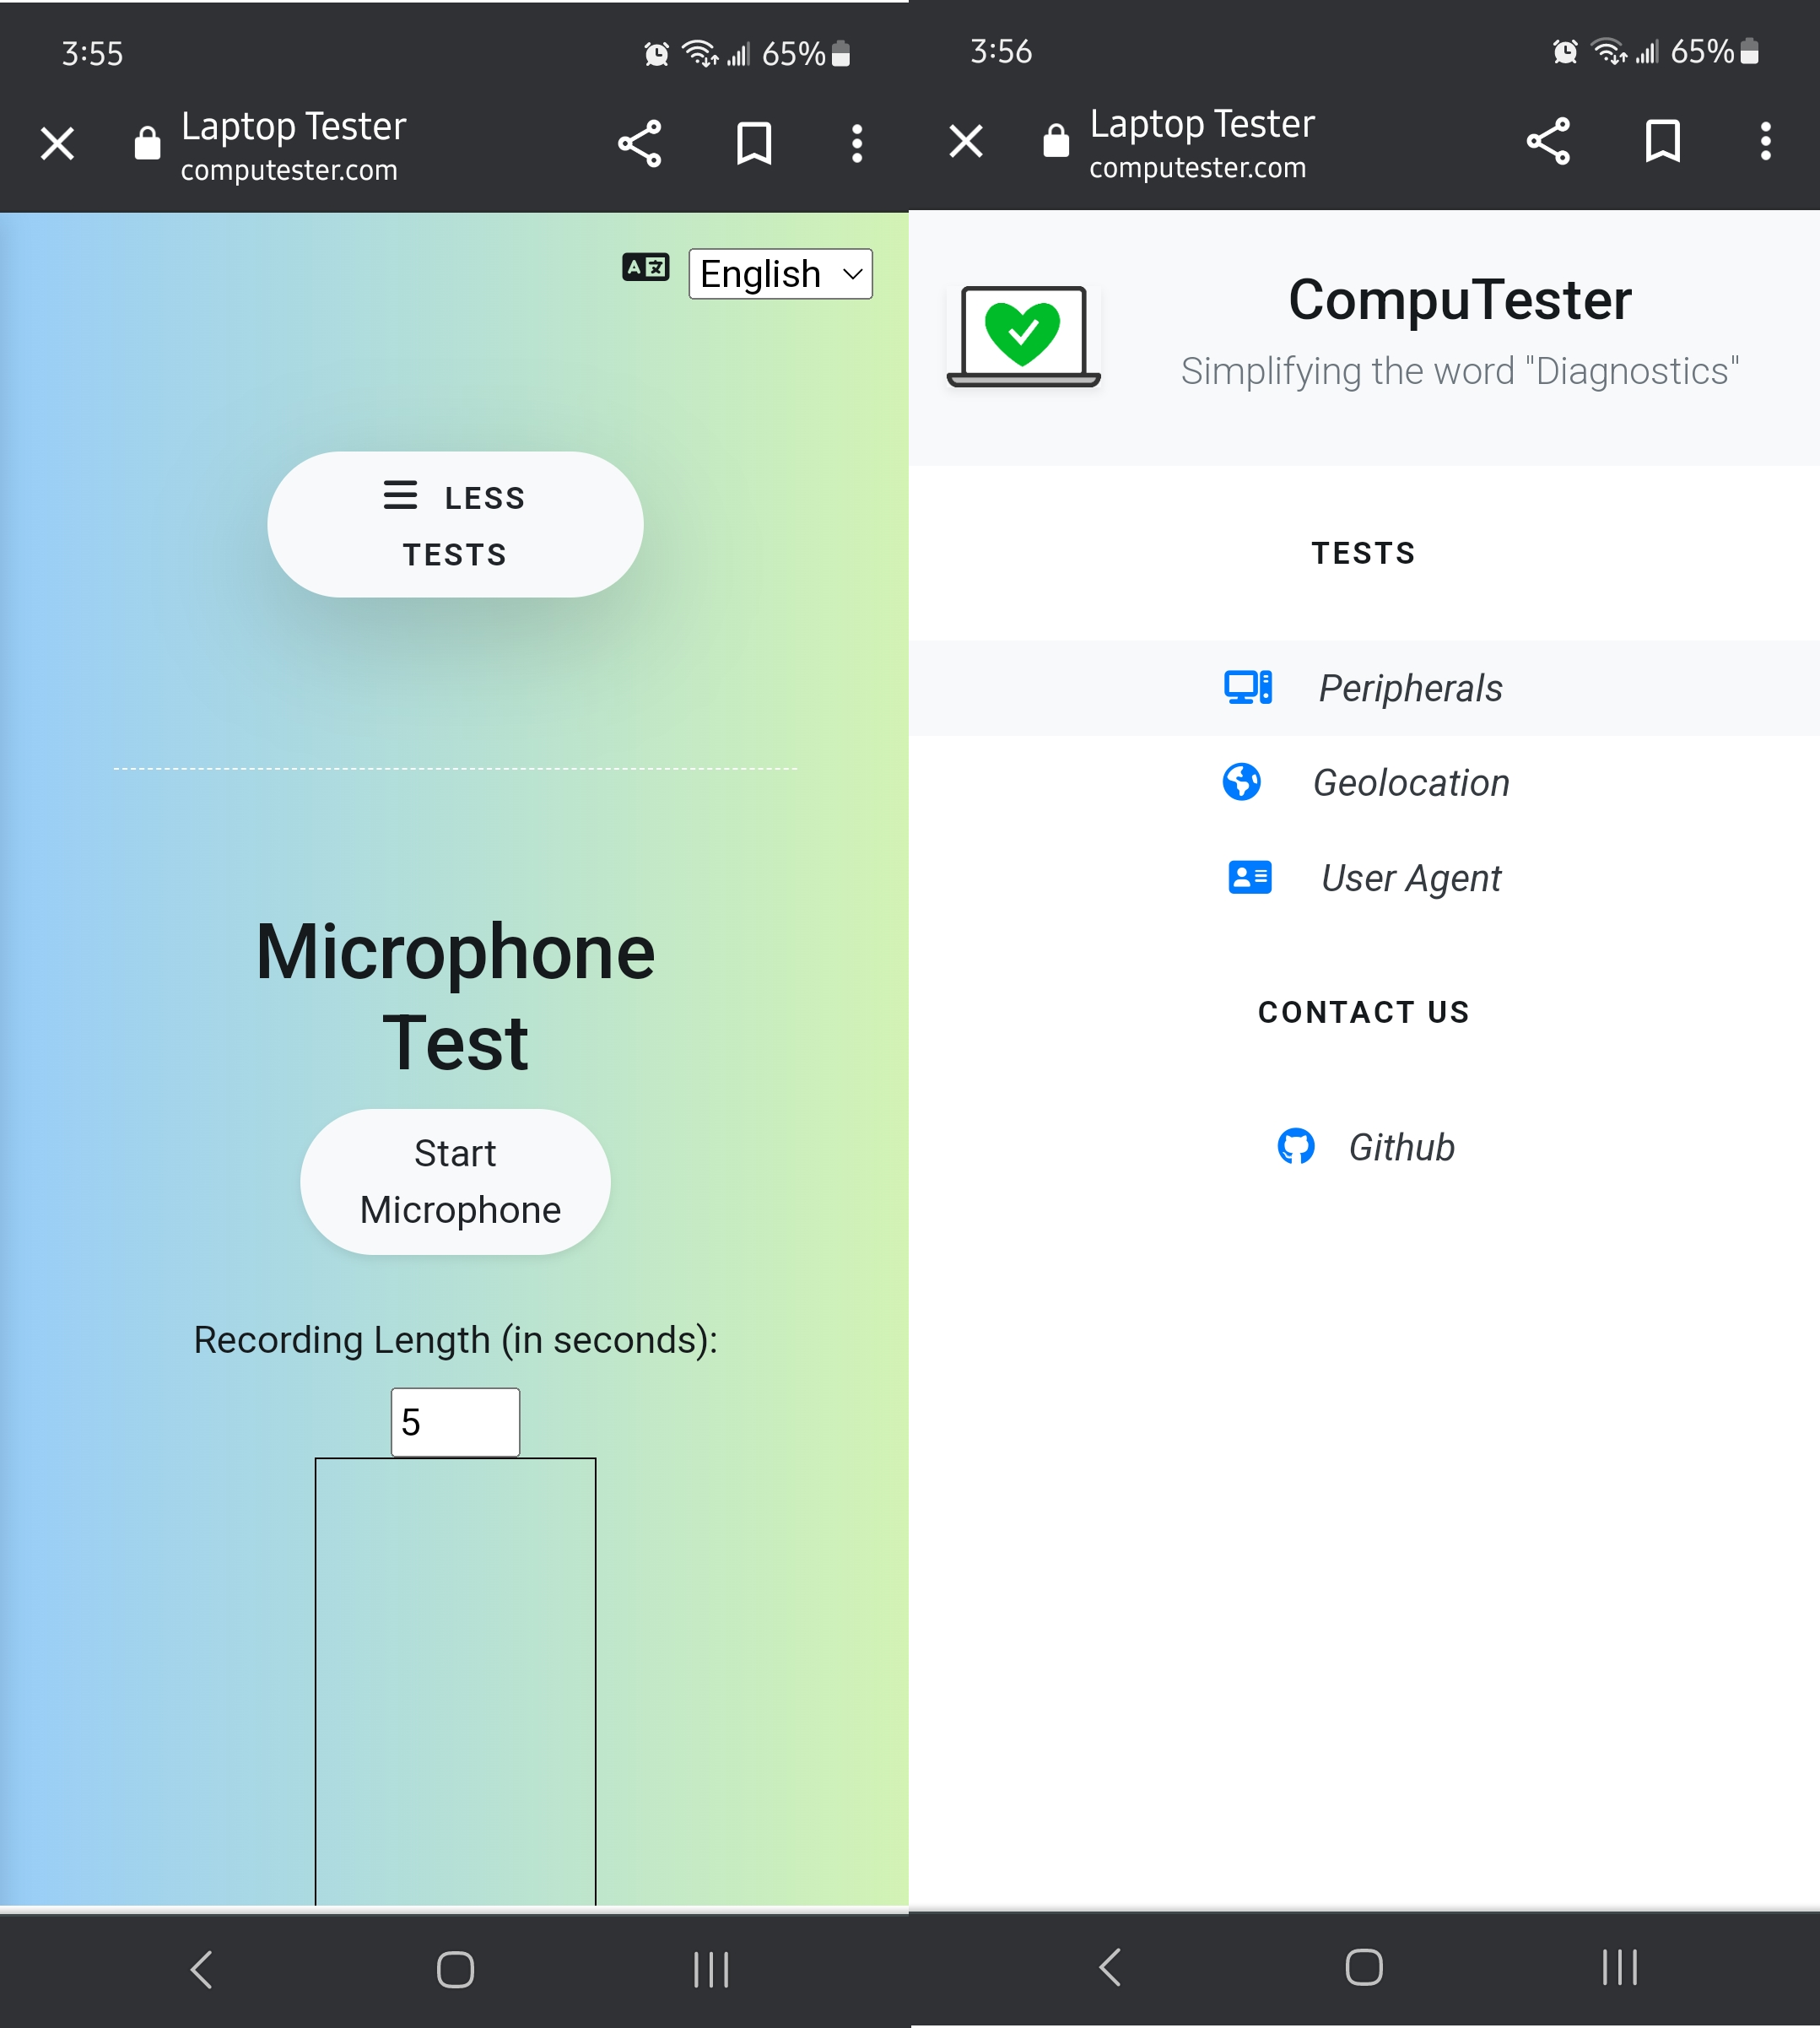 3:55
65%
Laptop Tester
computester.com
English
LESS
TESTS
Microphone
Test
Start
Microphone
Recording Length (in seconds):
5
3:56
65%
Laptop Tester
computester.com
CompuTester
Simplifying the word "Diagnostics"
TESTS
Peripherals
Geolocation
User Agent
CONTACT US
Github